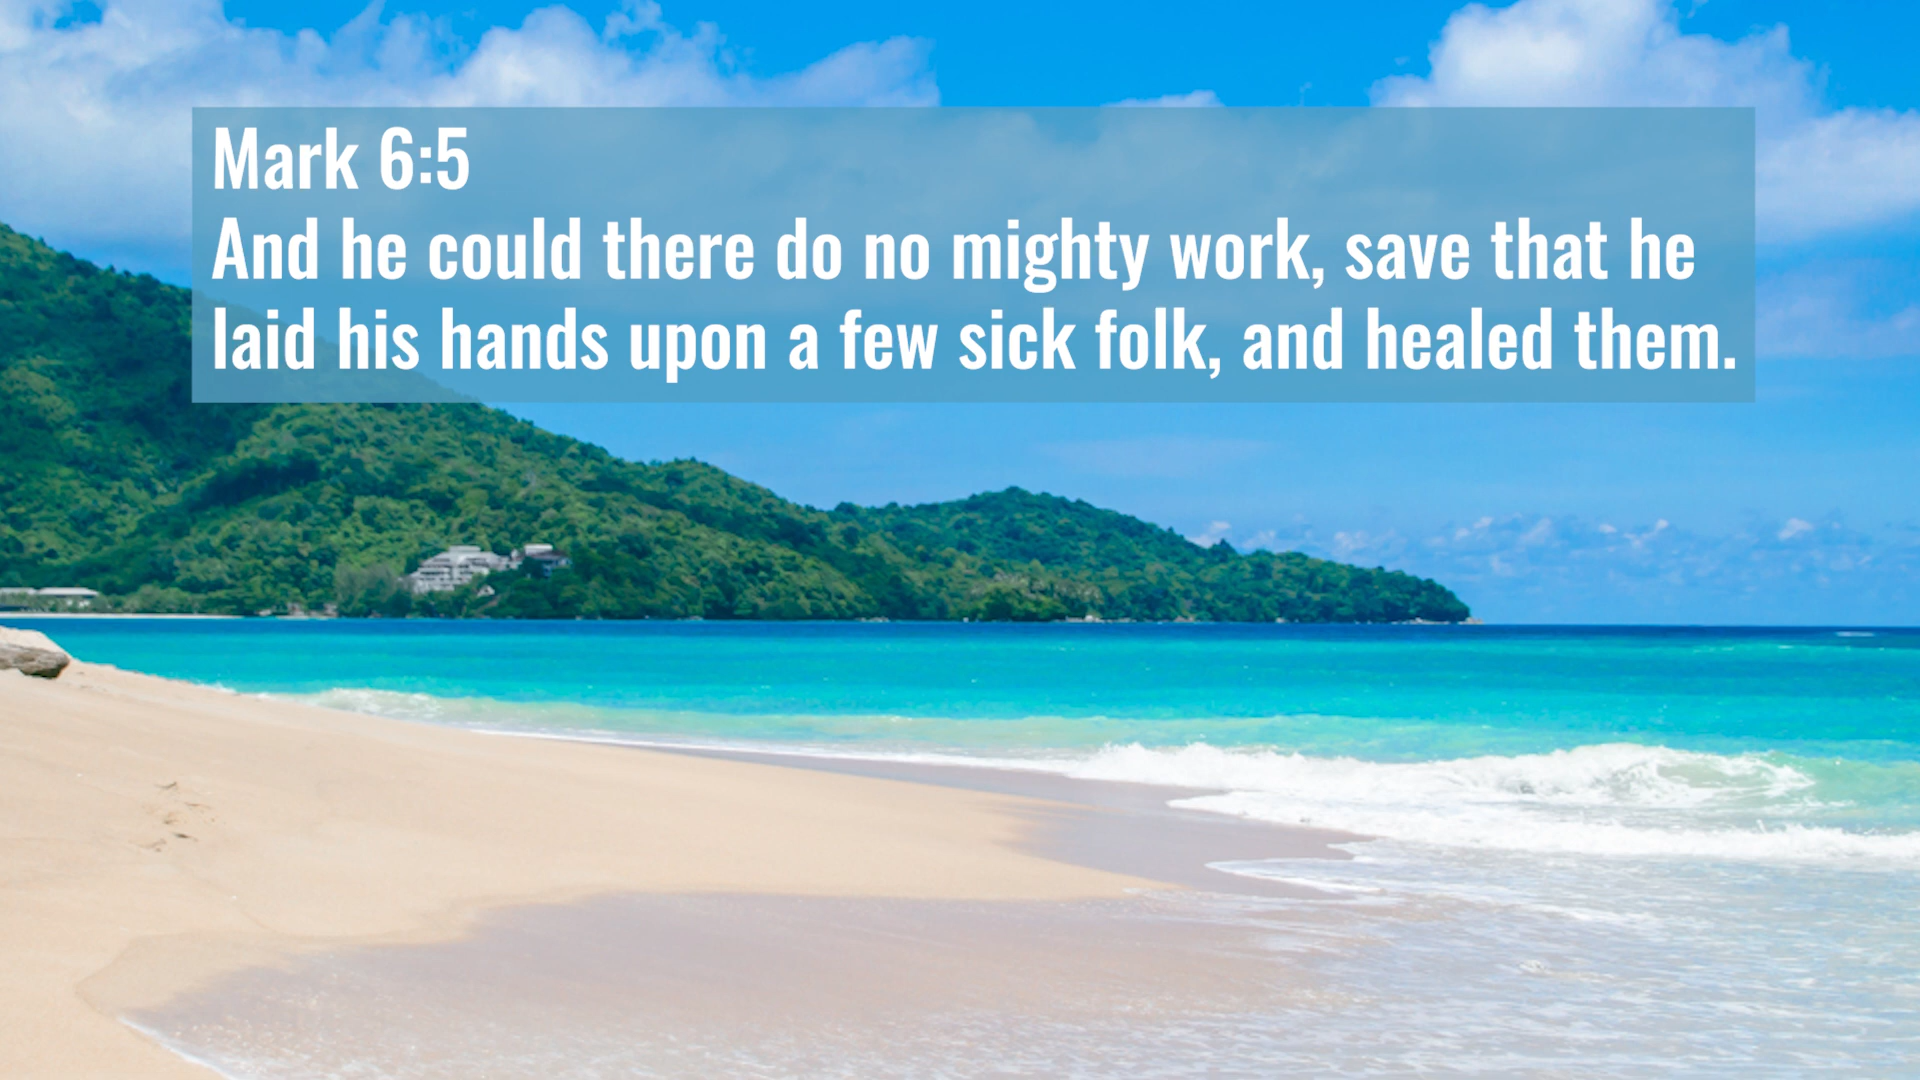 Mark 6:5
And he could there do no mighty work, save that he
laid his hands upon a few sick folk, and healed them.